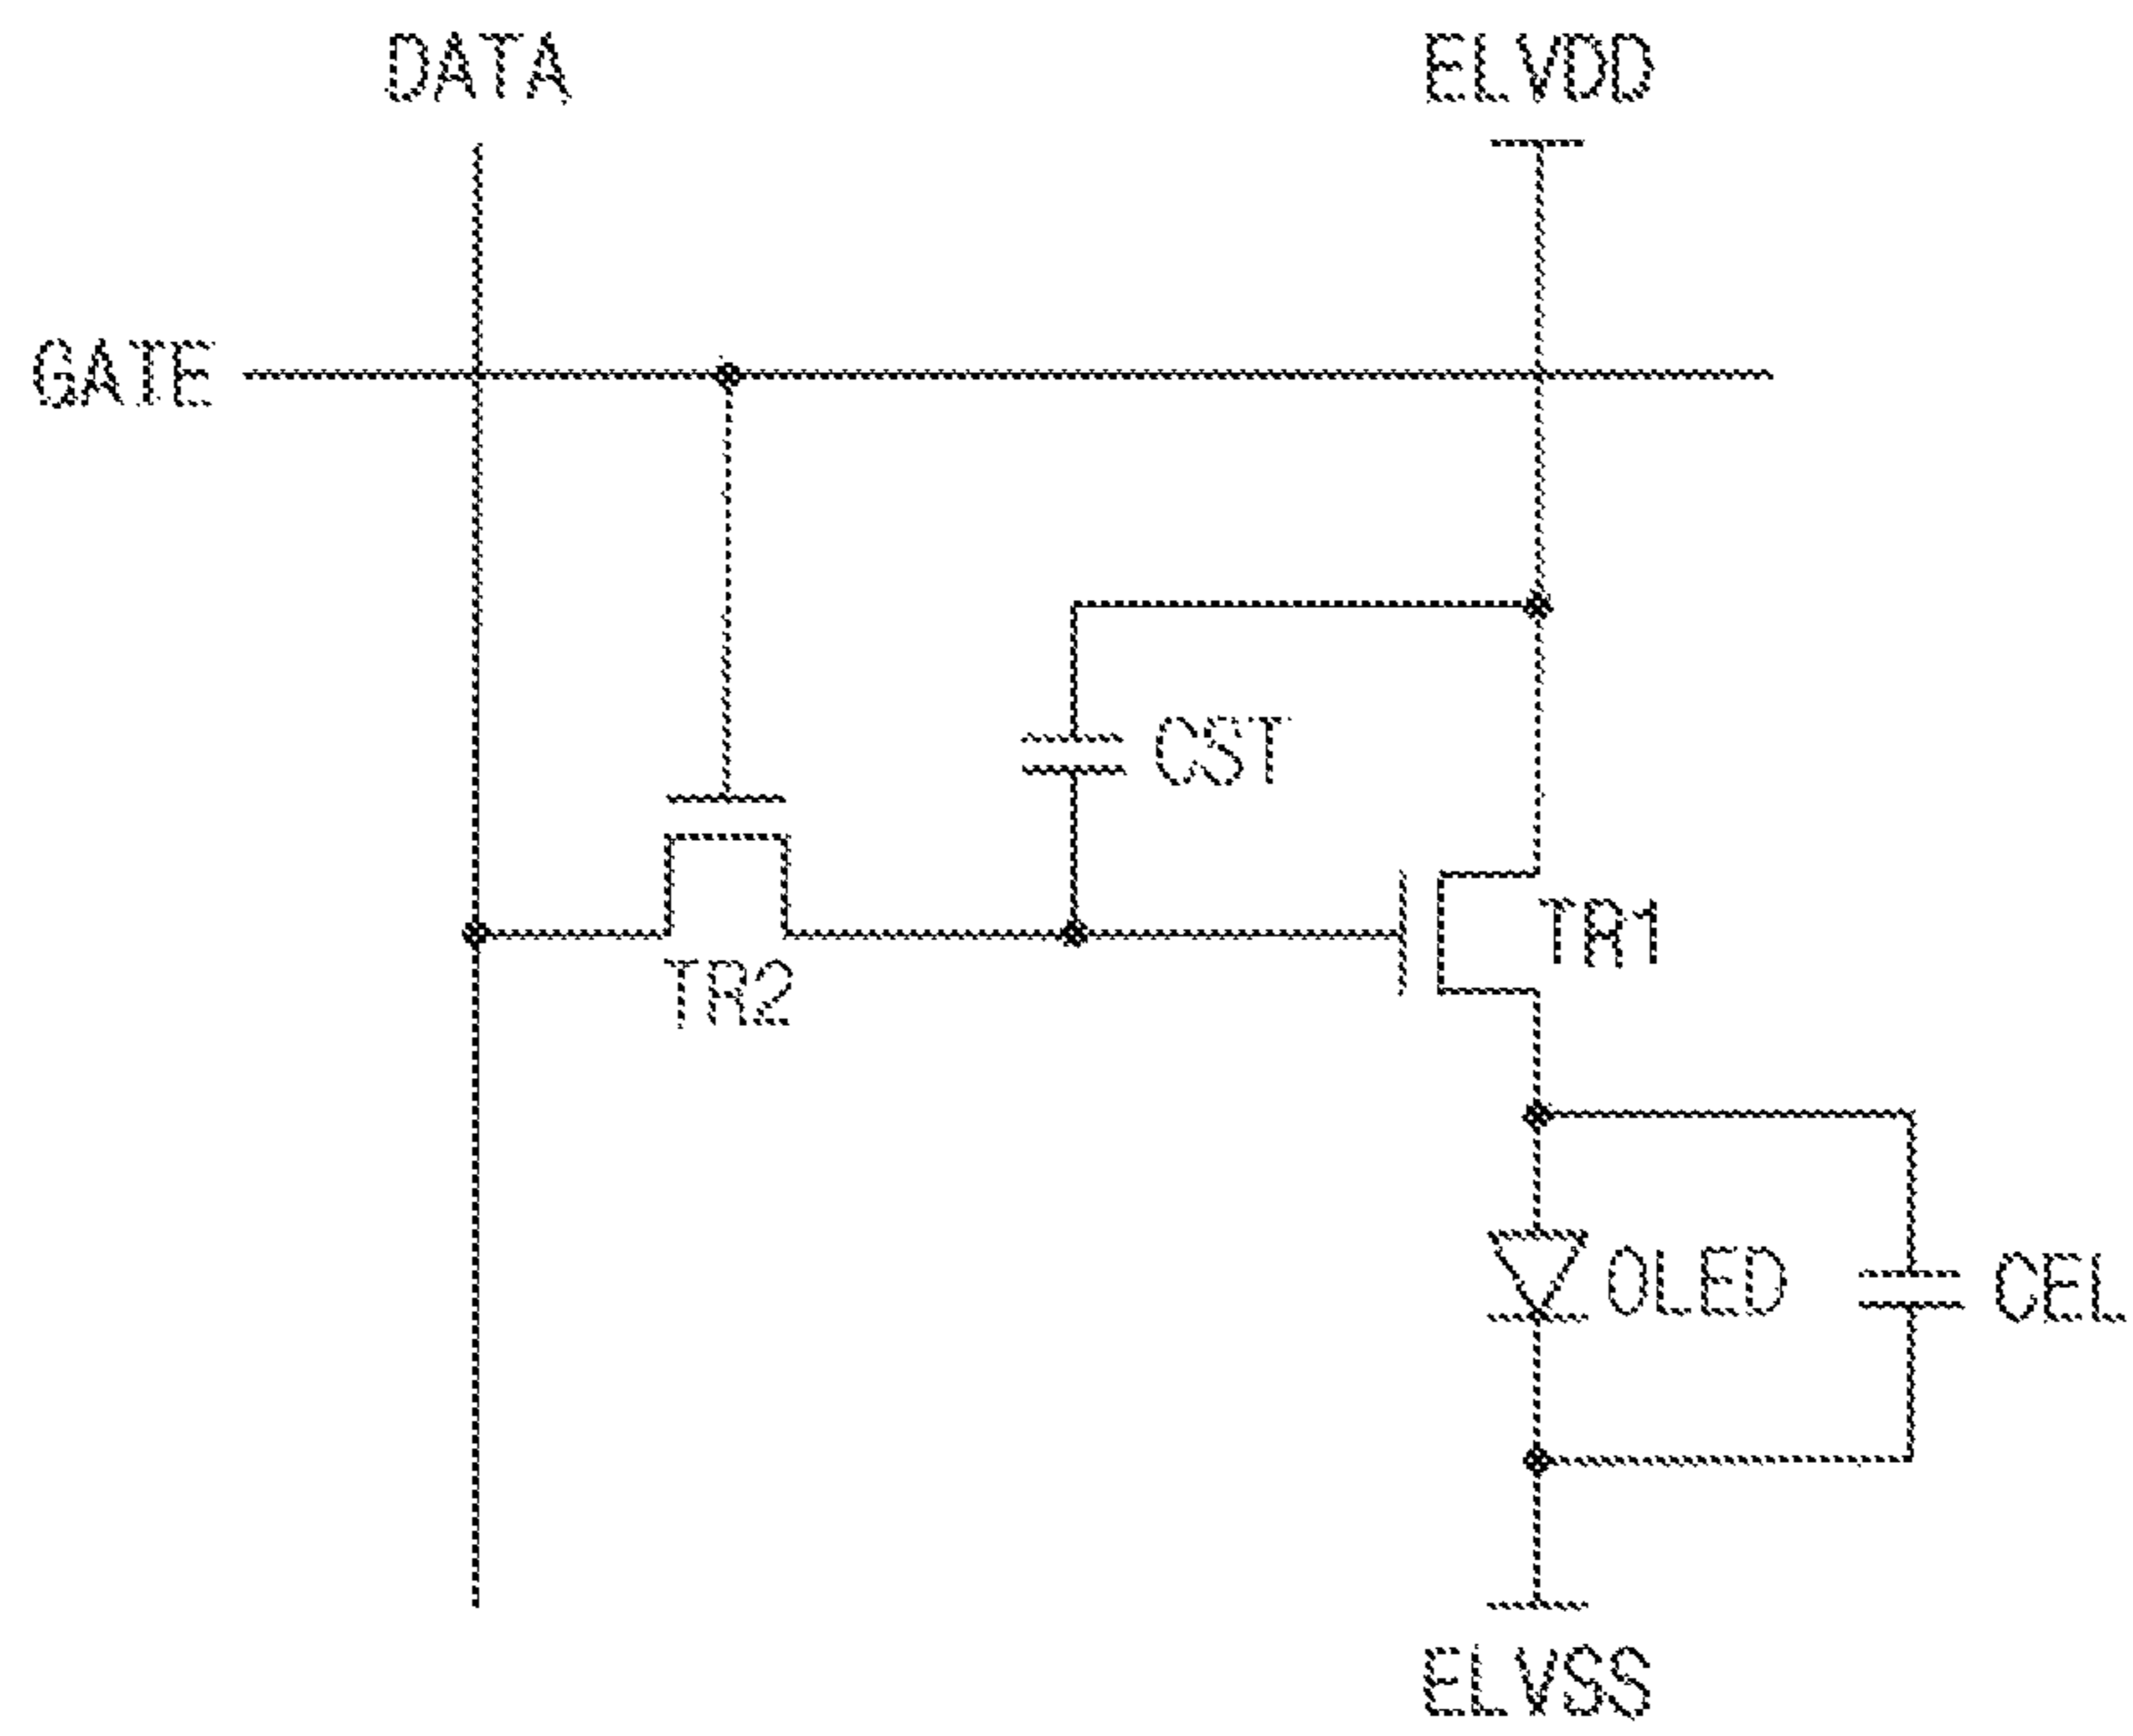 DATA
ELVDD
GATE
CST
TR1
TR2
OLED
CEL
ELVSS